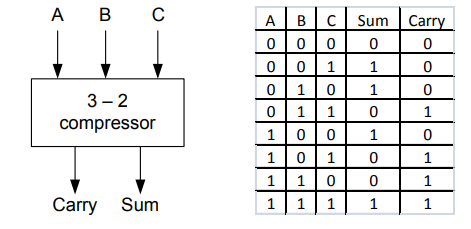 A B C
3 – 2
compressor
Carry Sum
A B C Sum Carry
0 0 0 0 0
0 0 1 1 0
0 1 0 1 0
0 1 1 0 1
1 0 0 1 0
1 0 1 0 1
1 1 0 0 1
1 1 1 1 1